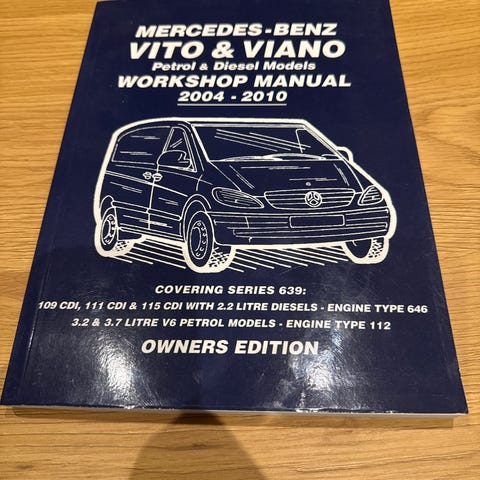 MERCEDES-BENZ
VITO & VIANO
Petrol & Diesel Models
WORKSHOP MANUAL
2004 - 2010
COVERING SERIES 639:
109 CDI, 111 CDI & 115 CDI WITH 2.2 LITRE DIESELS - ENGINE TYPE 646
3.2 & 3.7 LITRE V6 PETROL MODELS - ENGINE TYPE 112
OWNERS EDITION